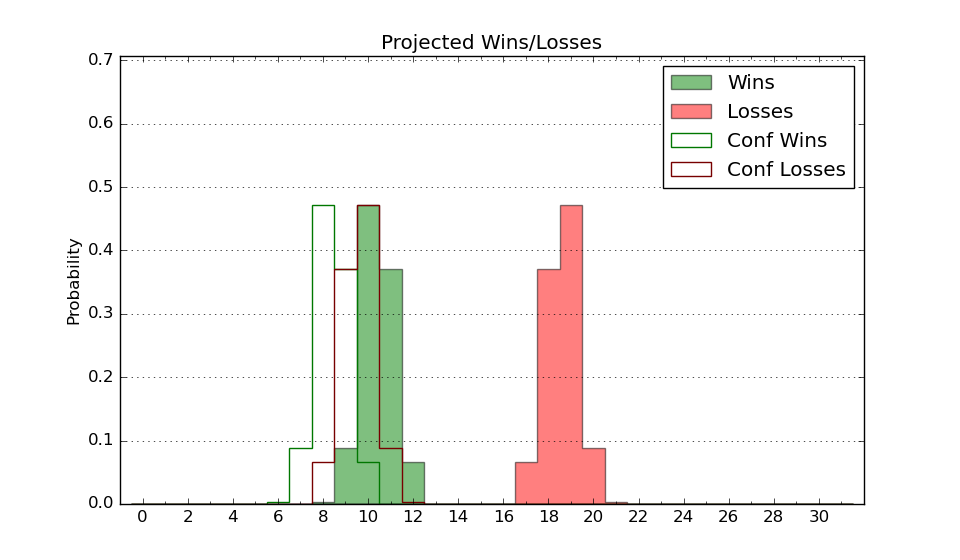 Projected Wins/Losses
0.7
0.6
0.5
0.4
0.3
0.2
0.1
0.0
Probability
Wins
Losses
Conf Wins
Conf Losses
0 2 4 6 8 10 12 14 16 18 20 22 24 26 28 30